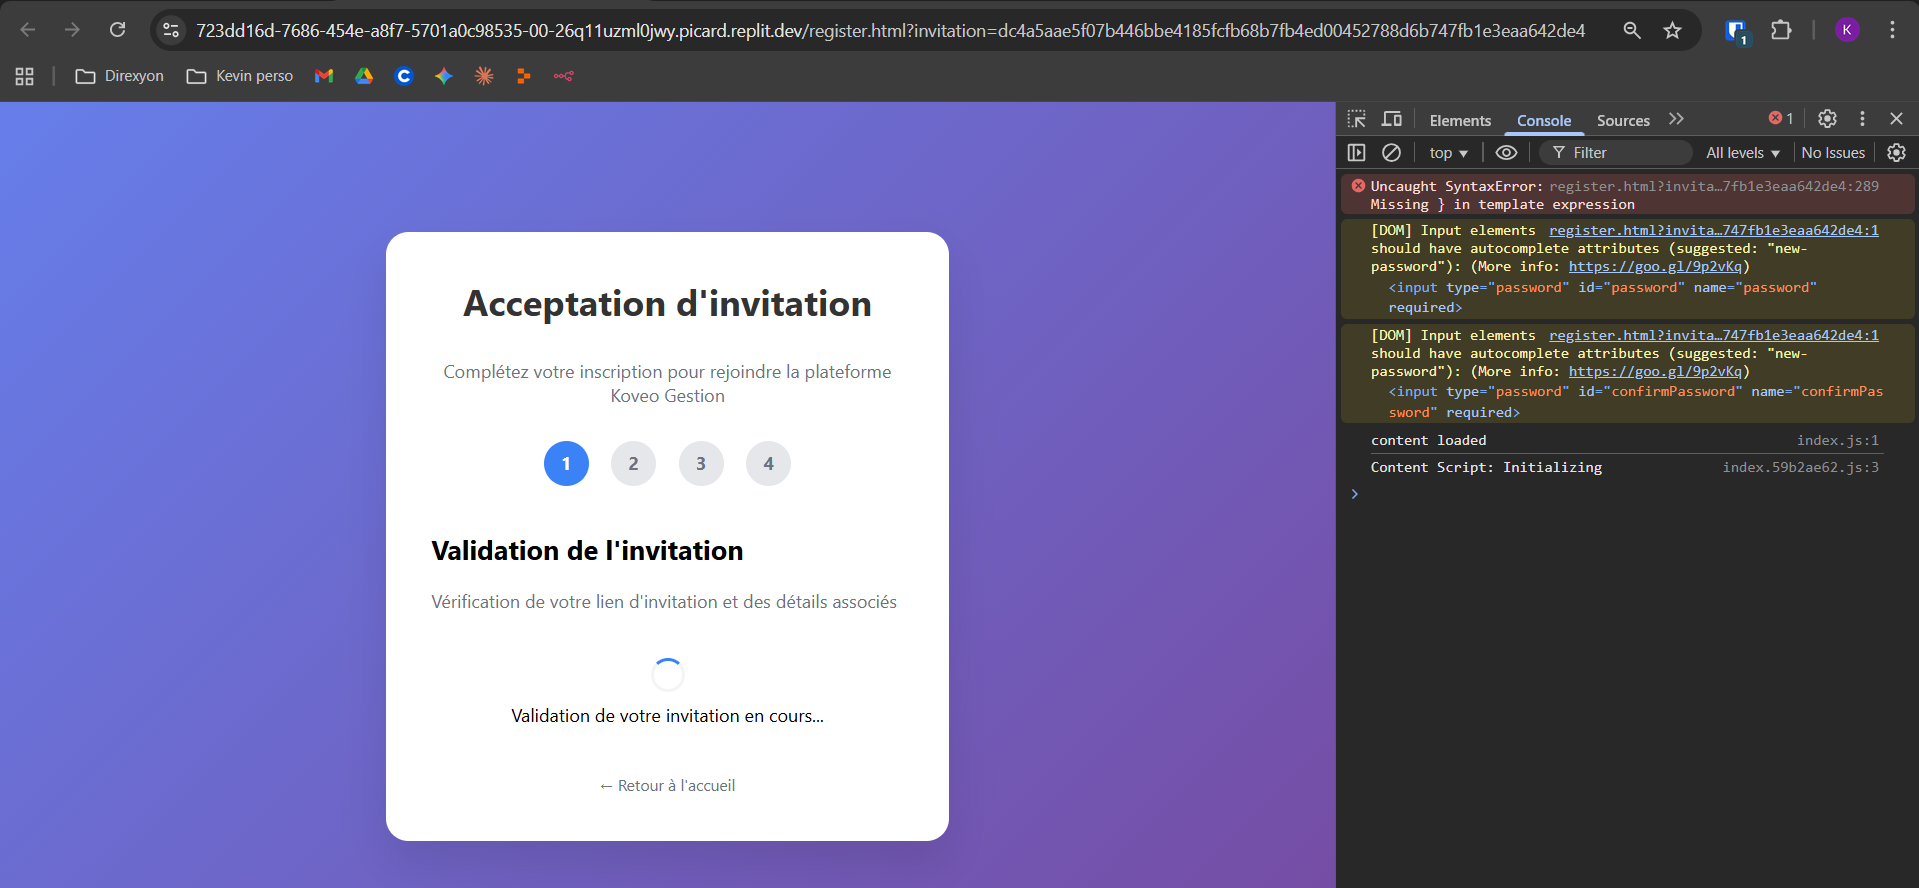 723dd16d-7686-454e-a8f7-5701a0c98535-00-26q11uzml0jwy.picard.replit.dev/register.html?invitation=dc4a5aae5f07b446bbe4185fcfb68b7fb4ed00452788d6b747fb1e3eaa642de4
1
K
Direxyon
Kevin perso
Acceptation d'invitation
Complétez votre inscription pour rejoindre la plateforme
Koveo Gestion
1 2 3 4
Validation de l'invitation
Vérification de votre lien d'invitation et des détails associés
Validation de votre invitation en cours...
← Retour à l'accueil
Elements Console Sources 1
top Filter All levels No Issues
Uncaught SyntaxError: register.html?invita…7fb1e3eaa642de4:289
Missing } in template expression
[DOM] Input elements register.html?invita…747fb1e3eaa642de4:1
should have autocomplete attributes (suggested: "new-
password"): (More info: https://goo.gl/9p2vKq)
<input type="password" id="password" name="password"
required>
[DOM] Input elements register.html?invita…747fb1e3eaa642de4:1
should have autocomplete attributes (suggested: "new-
password"): (More info: https://goo.gl/9p2vKq)
<input type="password" id="confirmPassword" name="confirmPas
sword" required>
content loaded index.js:1
Content Script: Initializing index.59b2ae62.js:3